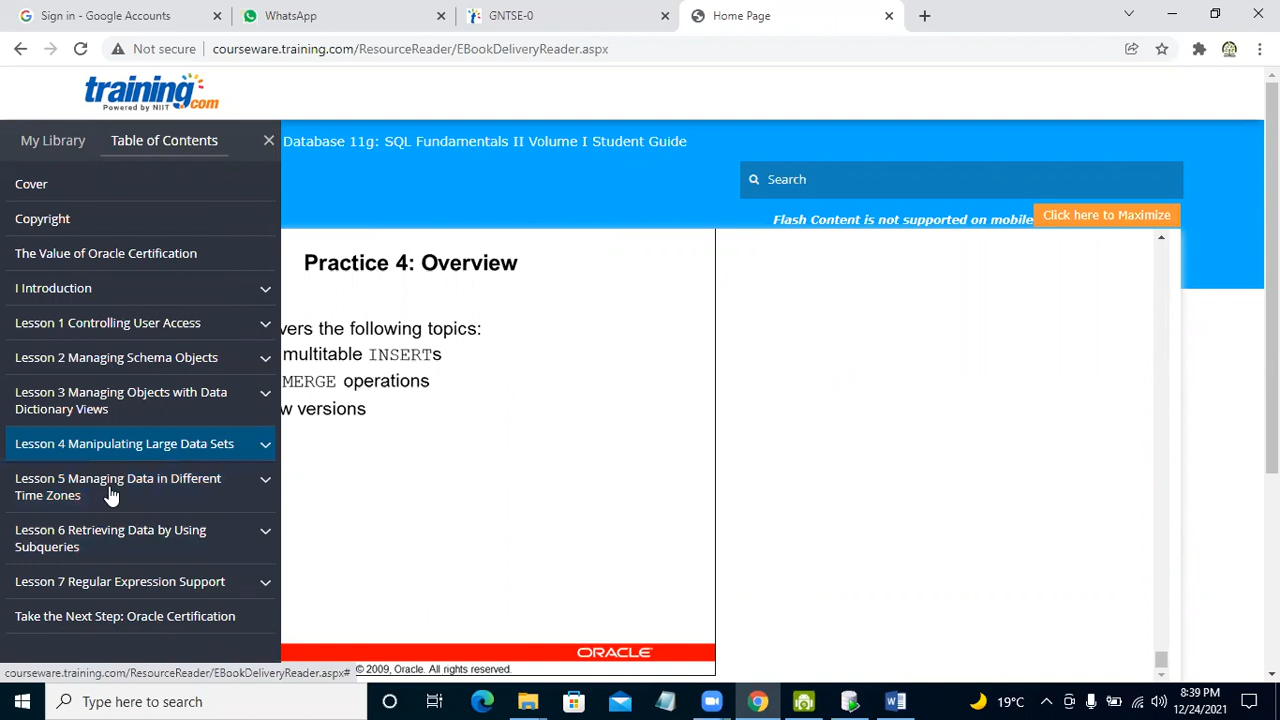 Sign in - Google Accounts
WhatsApp
GNTSE-0
Home Page
Not secure
courseware.training.com/ResourceReader/EBookDeliveryReader.aspx
training.com
Powered by NIIT
My Library
Table of Contents
Database 11g: SQL Fundamentals II Volume I Student Guide
Search
Flash Content is not supported on mobile
Click here to Maximize
Cover
Copyright
The Value of Oracle Certification
I Introduction
Lesson 1 Controlling User Access
Lesson 2 Managing Schema Objects
Lesson 3 Managing Objects with Data
Dictionary Views
Lesson 4 Manipulating Large Data Sets
Lesson 5 Managing Data in Different
Time Zones
Lesson 6 Retrieving Data by Using
Subqueries
Lesson 7 Regular Expression Support
Take the Next Step: Oracle Certification
Practice 4: Overview
vers the following topics:
multitable INSERTs
MERGE operations
w versions
ORACLE
© 2009, Oracle. All rights reserved.
courseware.training.com/ResourceReader/EBookDeliveryReader.aspx#
Type here to search
19°C
8:39 PM
12/24/2021